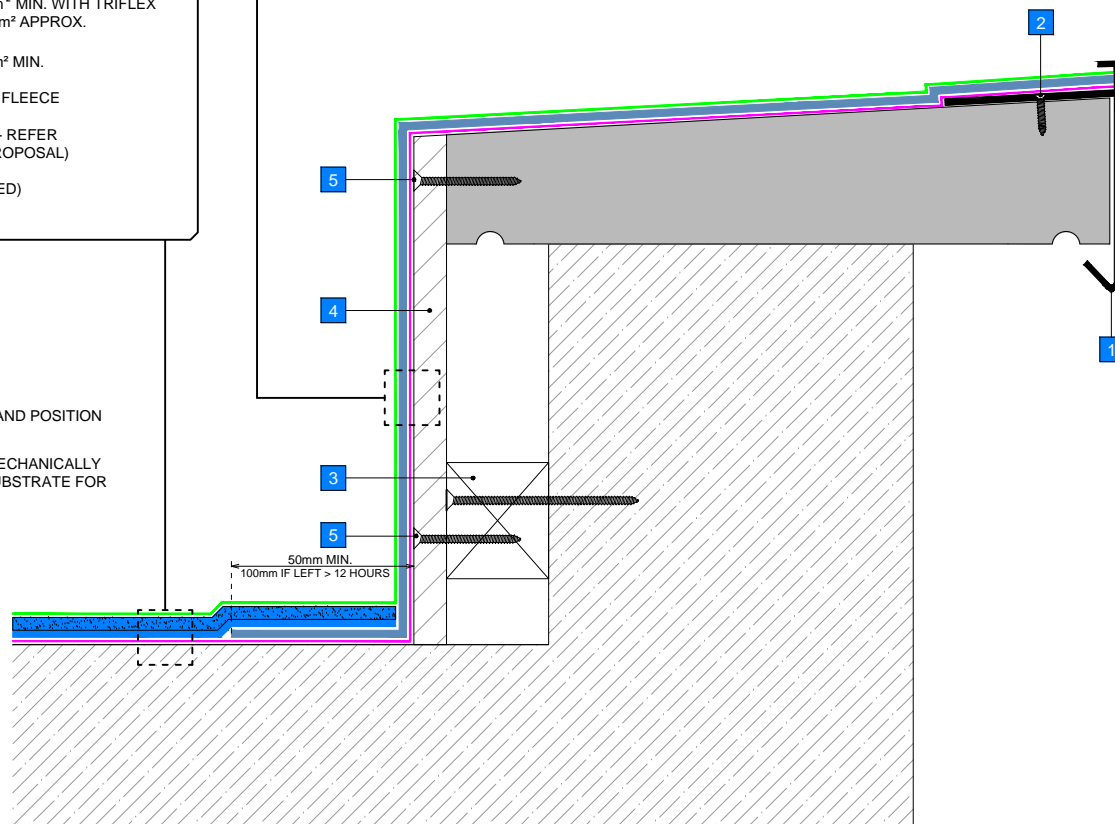 m² MIN. WITH TRIFLEX
m² APPROX.
m² MIN.
FLEECE
- REFER
ROPOSAL)
ED)
AND POSITION
ECHANICALLY
UBSTRATE FOR
2
5
4
1
3
5
50mm MIN.
100mm IF LEFT > 12 HOURS